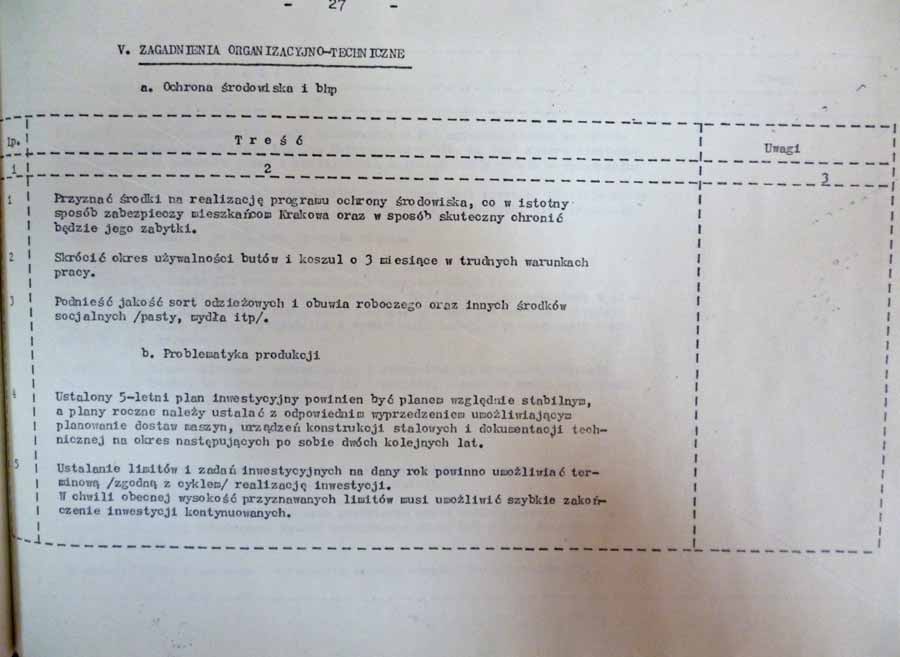 - 27 -
V. ZAGADNIENIA ORGANIZACYJNO-TECHNICZNE
a. Ochrona środowiska i bhp
lp. Treść Uwagi
1 2 3
1 Przyznać środki na realizację programu ochrony środowiska, co w istotny
sposób zabezpieczy mieszkańcom Krakowa oraz w sposób skuteczny chronić
będzie jego zabytki.
2 Skrócić okres używalności butów i koszul o 3 miesiące w trudnych warunkach
pracy.
3 Podnieść jakość sort odzieżowych i obuwia roboczego oraz innych środków
socjalnych /pasty, mydła itp/.
b. Problematyka produkcji
4 Ustalony 5-letni plan inwestycyjny powinien być planem względnie stabilnym,
a plany roczne należy ustalać z odpowiednim wyprzedzeniem umożliwiającym
planowanie dostaw maszyn, urządzeń konstrukcji stalowych i dokumentacji tech-
nicznej na okres następujących po sobie dwóch kolejnych lat.
5 Ustalanie limitów i zadań inwestycyjnych na dany rok powinno umożliwiać ter-
minową /zgodną z cyklem/ realizację inwestycji.
W chwili obecnej wysokość przyznawanych limitów musi umożliwić szybkie zakoń-
czenie inwestycji kontynuowanych.